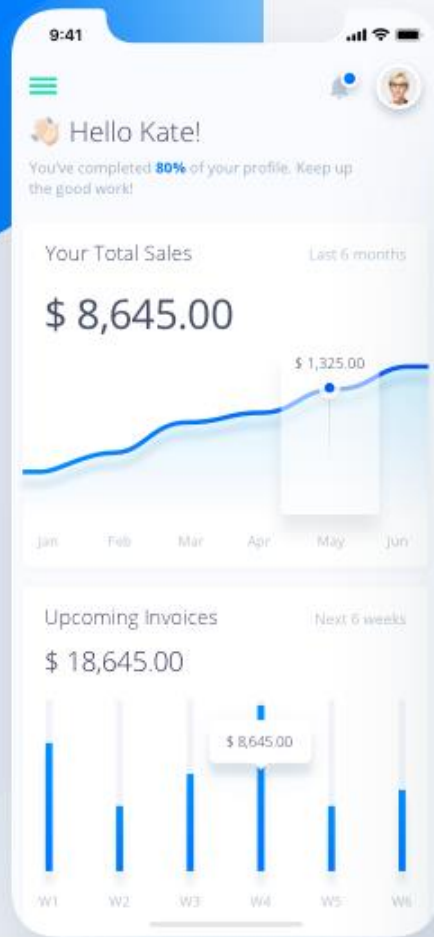 9:41
Hello Kate!
You've completed 80% of your profile. Keep up
the good work!
Your Total Sales
Last 6 months
$ 8,645.00
$ 1,325.00
Jan Feb Mar Apr May Jun
Upcoming Invoices
Next 6 weeks
$ 18,645.00
$ 8,645.00
W1 W2 W3 W4 W5 W6